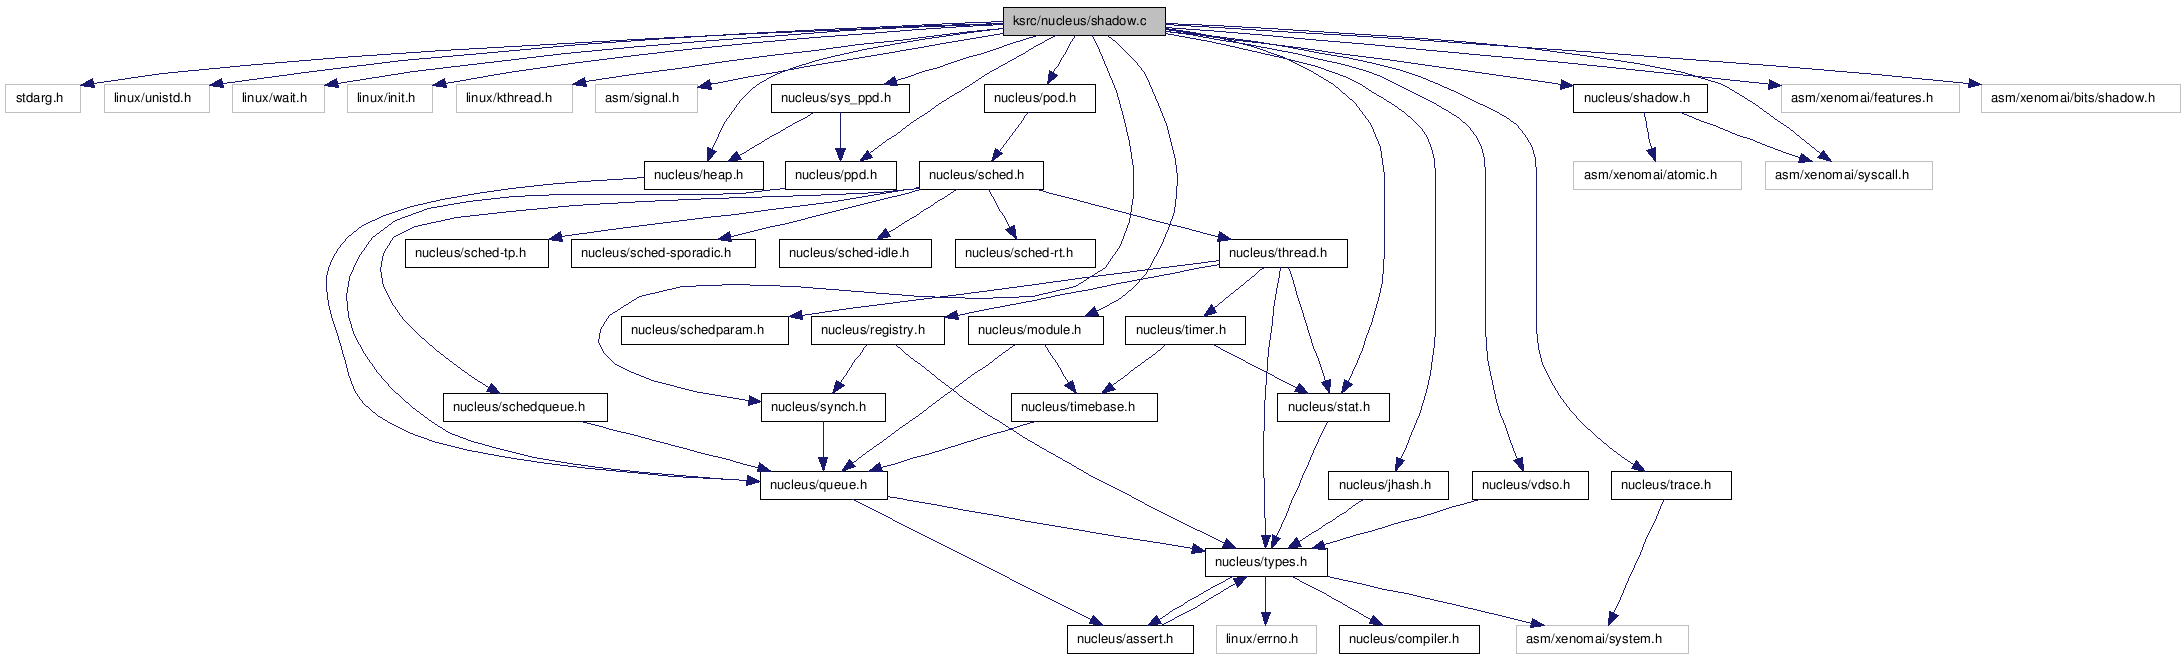 ksrc/nucleus/shadow.c
stdarg.h
linux/unistd.h
linux/wait.h
linux/init.h
linux/kthread.h
asm/signal.h
nucleus/sys_ppd.h
nucleus/pod.h
nucleus/shadow.h
asm/xenomai/features.h
asm/xenomai/bits/shadow.h
nucleus/heap.h
nucleus/ppd.h
nucleus/sched.h
asm/xenomai/atomic.h
asm/xenomai/syscall.h
nucleus/sched-tp.h
nucleus/sched-sporadic.h
nucleus/sched-idle.h
nucleus/sched-rt.h
nucleus/thread.h
nucleus/schedparam.h
nucleus/registry.h
nucleus/module.h
nucleus/timer.h
nucleus/schedqueue.h
nucleus/synch.h
nucleus/timebase.h
nucleus/stat.h
nucleus/queue.h
nucleus/jhash.h
nucleus/vdso.h
nucleus/trace.h
nucleus/types.h
nucleus/assert.h
linux/errno.h
nucleus/compiler.h
asm/xenomai/system.h